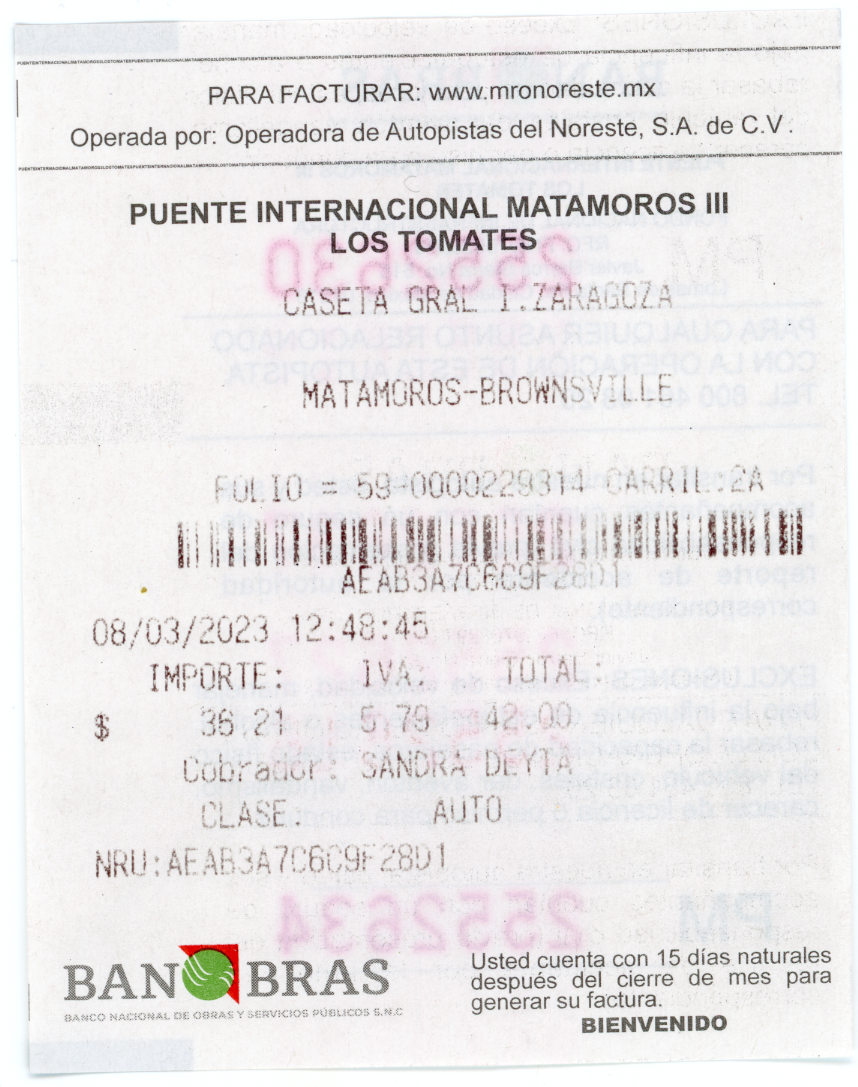 PARA FACTURAR: www.mronoreste.mx
Operada por: Operadora de Autopistas del Noreste, S.A. de C.V.
PUENTE INTERNACIONAL MATAMOROS III
LOS TOMATES
CASETA GRAL I.ZARAGOZA
MATAMOROS-BROWNSVILLE
FOLIO = 59-0000229314 CARRIL:2A
AEAB3A7C6C9F28D1
08/03/2023 12:48:45
IMPORTE: IVA: TOTAL:
$ 36.21 5.79 42.00
Cobrador: SANDRA DEYTA
CLASE: AUTO
NRU:AEAB3A7C6C9F28D1
BANOBRAS
BANCO NACIONAL DE OBRAS Y SERVICIOS PÚBLICOS S.N.C
Usted cuenta con 15 días naturales
después del cierre de mes para
generar su factura.
BIENVENIDO